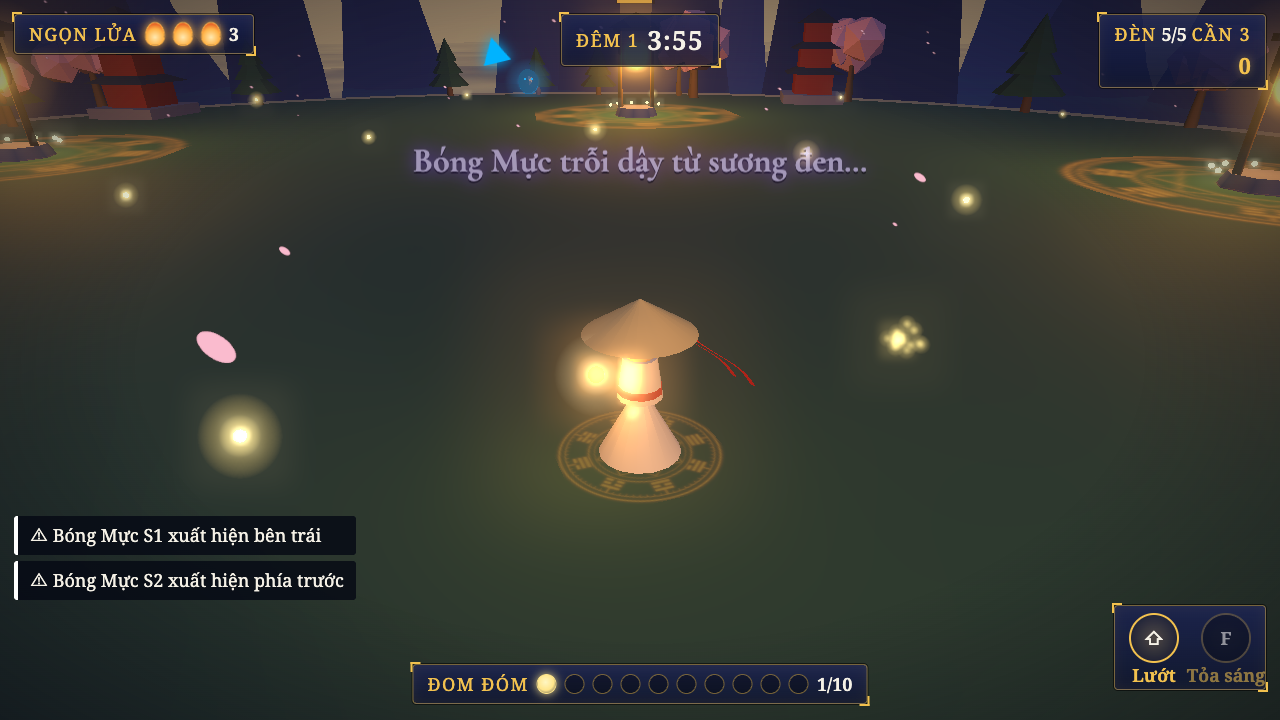 NGỌN LỬA 3
ĐÊM 1 3:55
ĐÈN 5/5 CẦN 3
0
Bóng Mực trỗi dậy từ sương đen...
⚠ Bóng Mực S1 xuất hiện bên trái
⚠ Bóng Mực S2 xuất hiện phía trước
F
Lướt Tỏa sáng
ĐOM ĐÓM 1/10